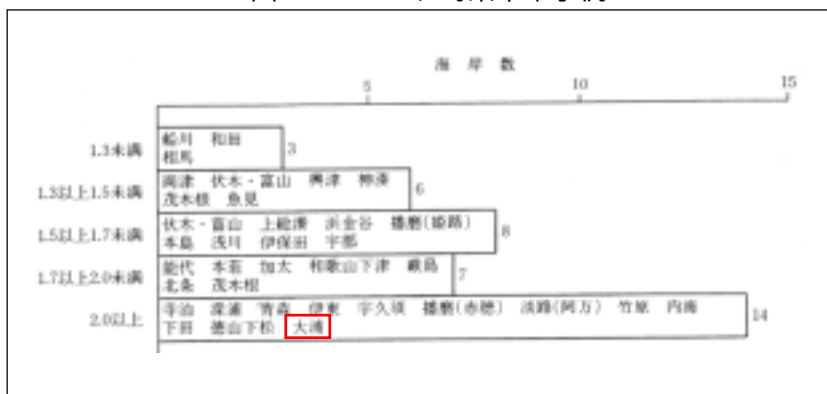 海 岸 数
5 10 15
1.3未満
船川 和田
相馬
3
1.3以上1.5未満
両津 伏木・富山 興津
茂木根 魚見
6
1.5以上1.7未満
伏木・富山 上総湊 浜金谷 播磨(姫路)
本島 浅川 伊保田 宇部
8
1.7以上2.0未満
能代 本荘 加太 和歌山下津 厳島
北条 茂木根
7
2.0以上
寺泊 深浦 青森 伊東 宇久須 播磨(赤穂) 淡路(阿万) 竹原 内海
下田 徳山下松 大浦
14